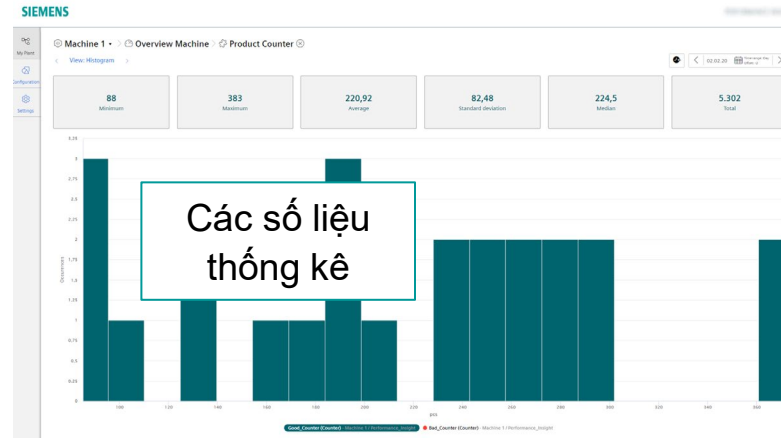 SIEMENS
My Plant
Configuration
Settings
Machine 1 > Overview Machine > Product Counter
< View: Histogram >
02.02.20
88
Minimum
383
Maximum
220,92
Average
82,48
Standard deviation
224,5
Median
5.302
Total
3,25
3
2,75
2,5
2,25
2
1,75
1,5
1,25
1
0,75
0,5
0,25
0
Occurrences
Các số liệu
thống kê
100 120 140 160 180 200 220 240 260 280 300 320 340 360
pcs
Good_Counter (Counter) - Machine 1 | Performance_Insight Bad_Counter (Counter) - Machine 1 | Performance_Insight